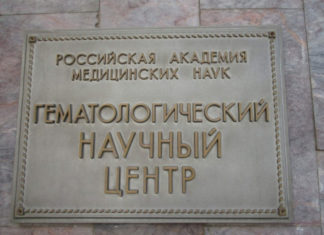 РОССИЙСКАЯ АКАДЕМИЯ
МЕДИЦИНСКИХ НАУК
ГЕМАТОЛОГИЧЕСКИЙ
НАУЧНЫЙ
ЦЕНТР